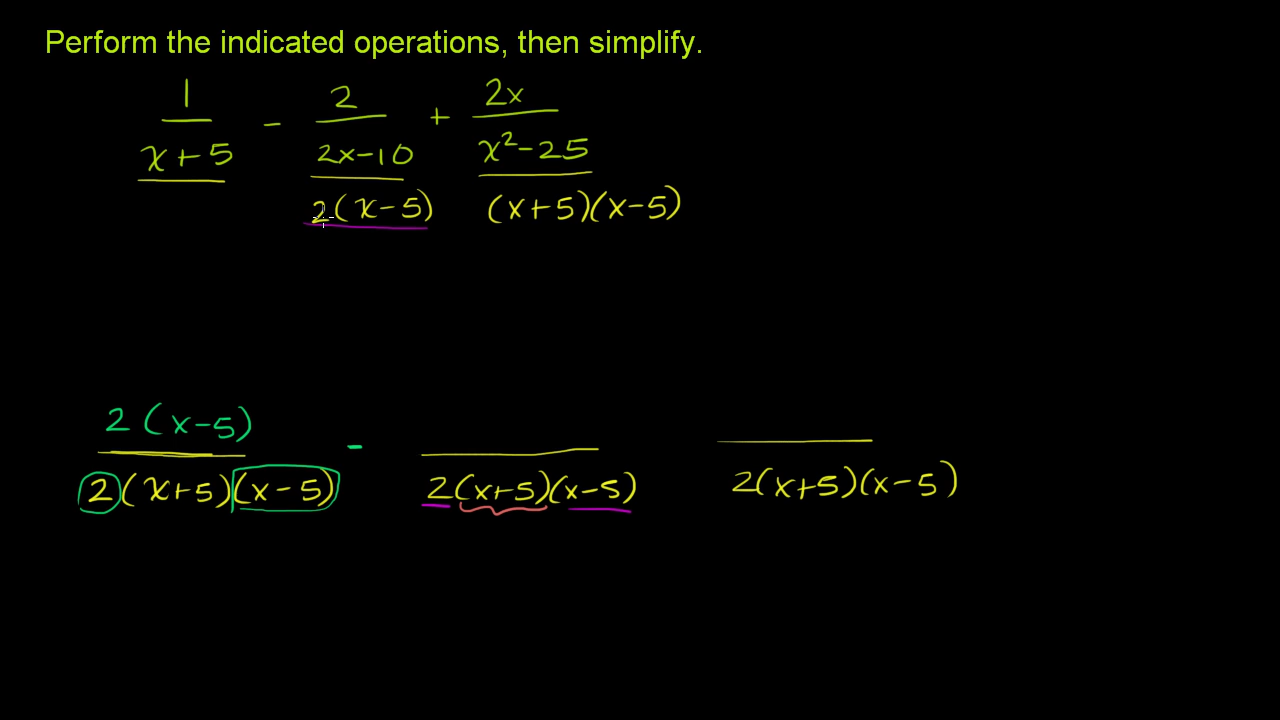 Perform the indicated operations, then simplify.
1 - 2 + 2x
x+5 2x-10 x²-25
2(x-5) (x+5)(x-5)
2(x-5) -
2(x+5)(x-5) 2(x+5)(x-5) 2(x+5)(x-5)